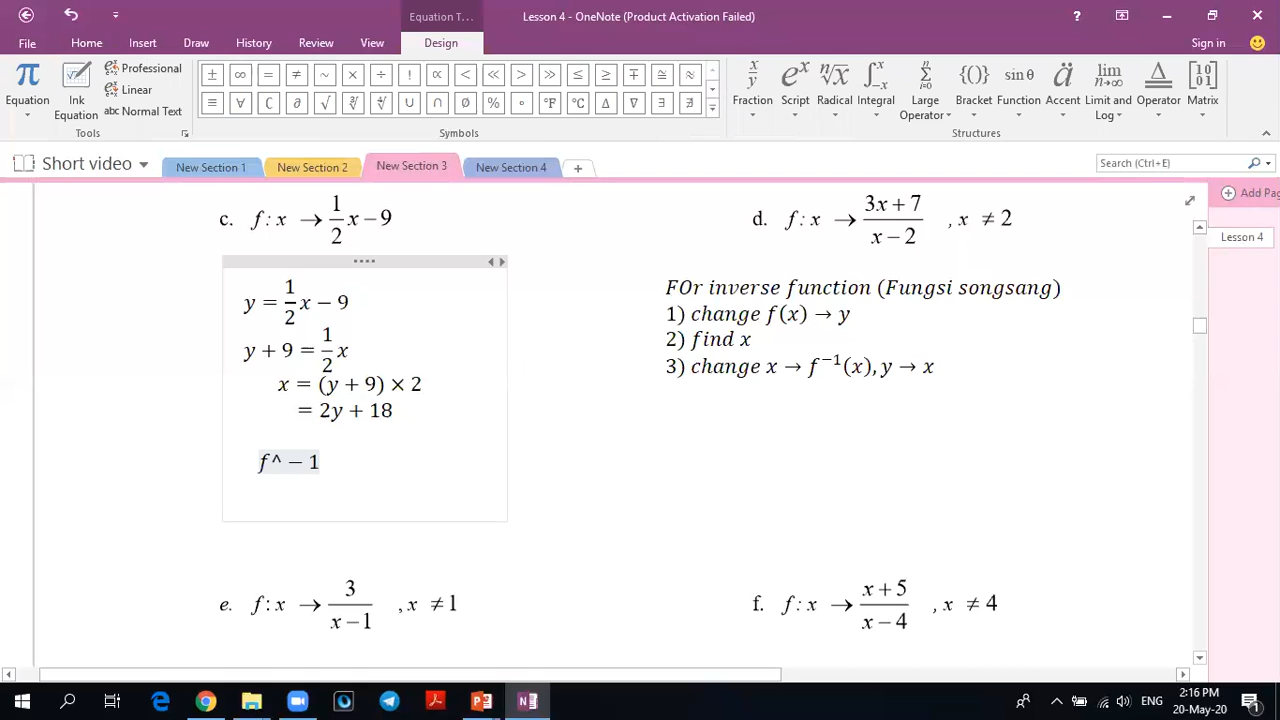 Equation T... Lesson 4 - OneNote (Product Activation Failed) ?
File Home Insert Draw History Review View Design Sign in
π Equation Ink Equation Professional Linear abc Normal Text
± ∞ = ≠ ~ × ÷ ! ∝ < ≪ > ≫ ≤ ≥ ∓ ≅ ≈
≡ ∀ ∁ ∂ √ ∛ ∜ ∪ ∩ ∅ % ° °F °C ∆ ∇ ∃ ∄
Fraction Script Radical Integral Large Operator Bracket Function Accent Limit and Log Operator Matrix
Tools Symbols Structures
Short video New Section 1 New Section 2 New Section 3 New Section 4 + Search (Ctrl+E)
Add Pag
Lesson 4
c. f : x → 1/2 x − 9
d. f : x → (3x + 7)/(x − 2) , x ≠ 2
y = 1/2 x − 9
y + 9 = 1/2 x
x = (y + 9) × 2
= 2y + 18
f^ − 1
FOr inverse function (Fungsi songsang)
1) change f(x) → y
2) find x
3) change x → f⁻¹(x), y → x
e. f : x → 3/(x − 1) , x ≠ 1
f. f : x → (x + 5)/(x − 4) , x ≠ 4
ENG 2:16 PM
20-May-20 1